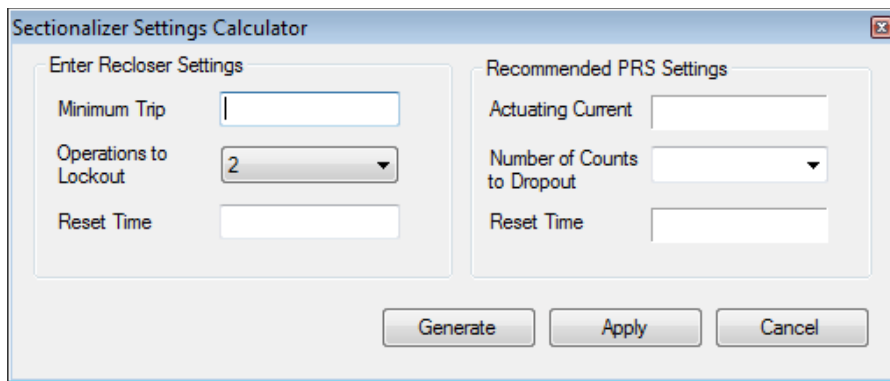 Sectionalizer Settings Calculator
Enter Recloser Settings
Minimum Trip
Operations to
Lockout
2
Reset Time
Recommended PRS Settings
Actuating Current
Number of Counts
to Dropout
Reset Time
Generate
Apply
Cancel